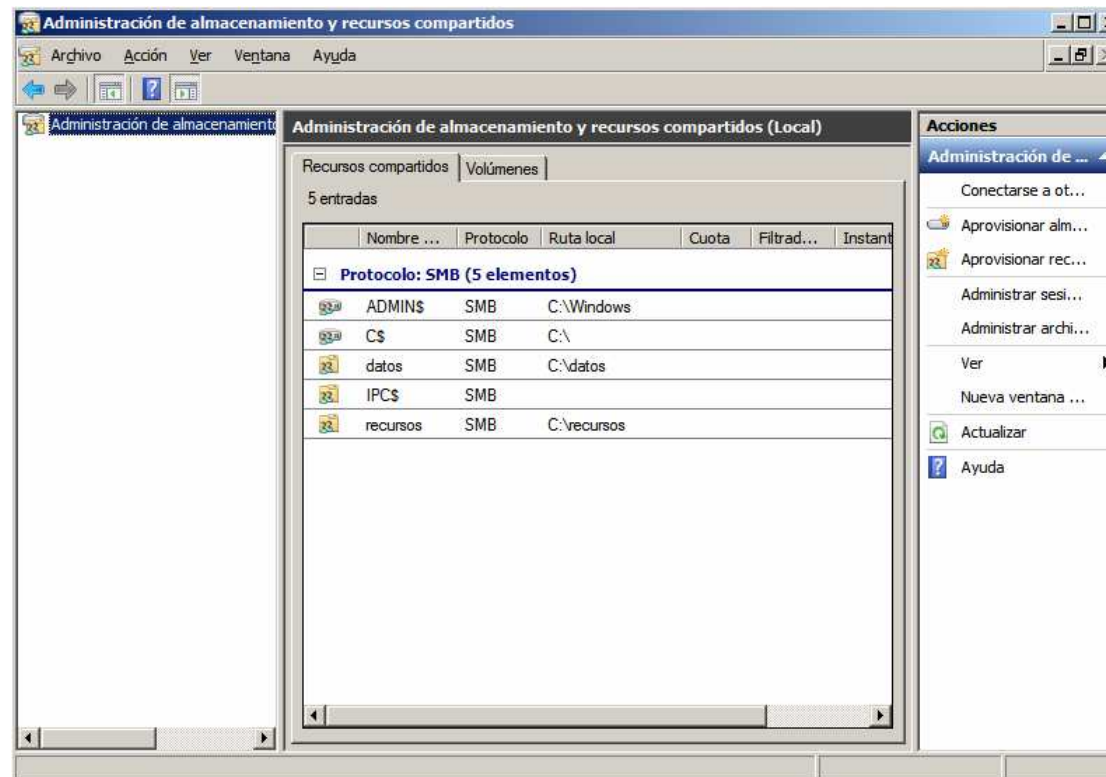 Administración de almacenamiento y recursos compartidos
Archivo Acción Ver Ventana Ayuda
Administración de almacenamiento
Administración de almacenamiento y recursos compartidos (Local)
Recursos compartidos Volúmenes
5 entradas
Nombre ... Protocolo Ruta local Cuota Filtrad... Instant
Protocolo: SMB (5 elementos)
ADMIN$ SMB C:\Windows
C$ SMB C:\
datos SMB C:\datos
IPC$ SMB
recursos SMB C:\recursos
Acciones
Administración de ...
Conectarse a ot...
Aprovisionar alm...
Aprovisionar rec...
Administrar sesi...
Administrar archi...
Ver
Nueva ventana ...
Actualizar
Ayuda